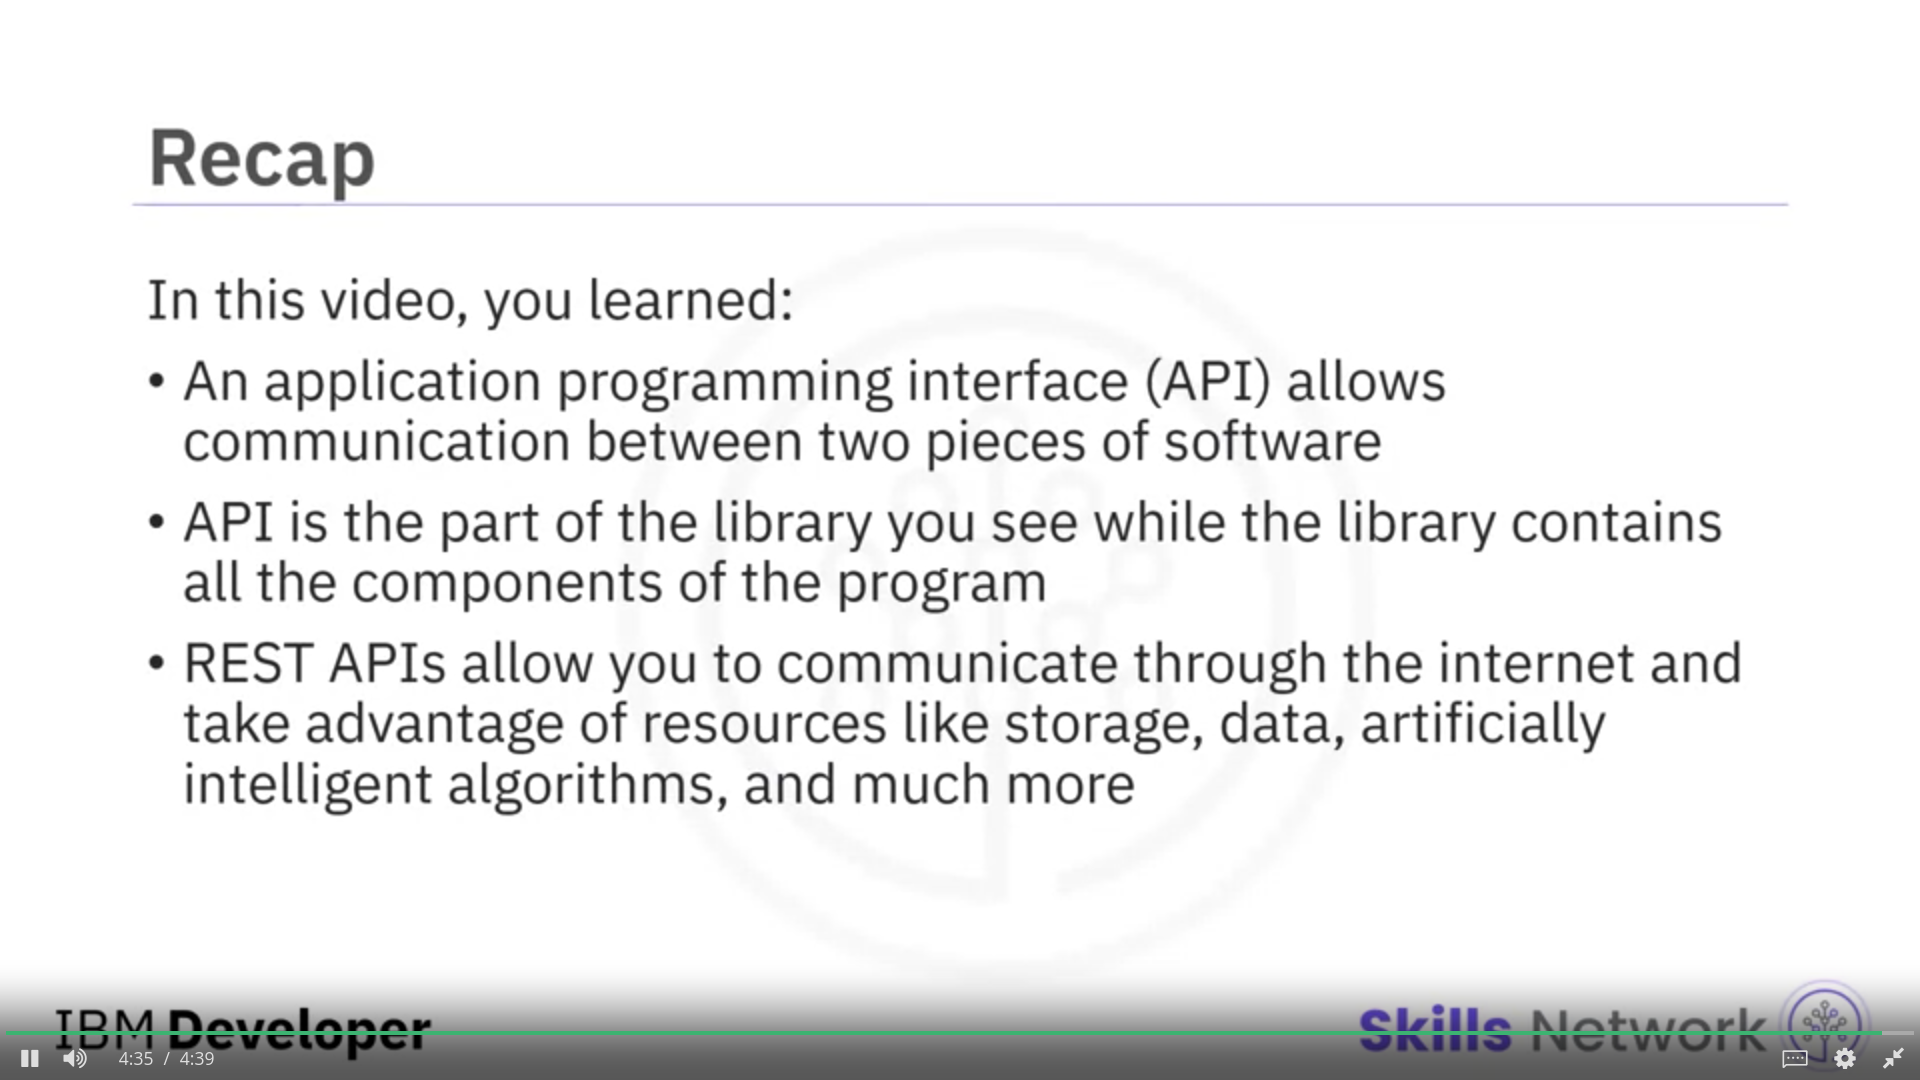 Recap
In this video, you learned:
• An application programming interface (API) allows
communication between two pieces of software
• API is the part of the library you see while the library contains
all the components of the program
• REST APIs allow you to communicate through the internet and
take advantage of resources like storage, data, artificially
intelligent algorithms, and much more
IBM Developer
Skills Network
4:35 / 4:39